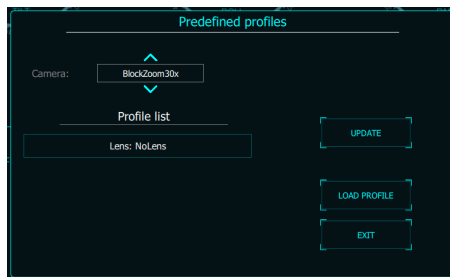 Predefined profiles
Camera:
BlockZoom30x
Profile list
Lens: NoLens
UPDATE
LOAD PROFILE
EXIT